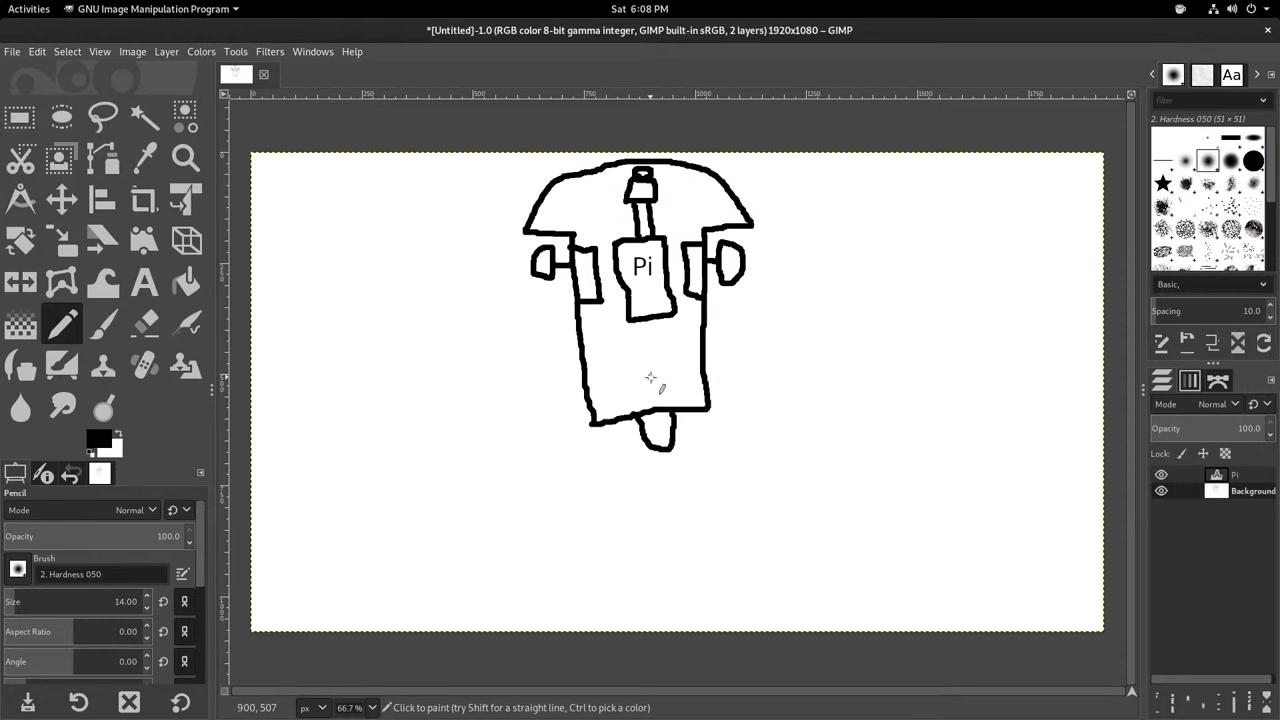 Activities GNU Image Manipulation Program Sat 6:08 PM
*[Untitled]-1.0 (RGB color 8-bit gamma integer, GIMP built-in sRGB, 2 layers) 1920x1080 – GIMP
File Edit Select View Image Layer Colors Tools Filters Windows Help
Aa
0 250 500 750 1000 1250 1500 1750
Filter
2. Hardness 050 (51 × 51)
Pi
Basic,
Spacing 10.0
Mode Normal
Opacity 100.0
Lock:
Pi
Background
Pencil
Mode Normal
Opacity 100.0
Brush
2. Hardness 050
Size 14.00
Aspect Ratio 0.00
Angle 0.00
900, 507 px 66.7 % Click to paint (try Shift for a straight line, Ctrl to pick a color)